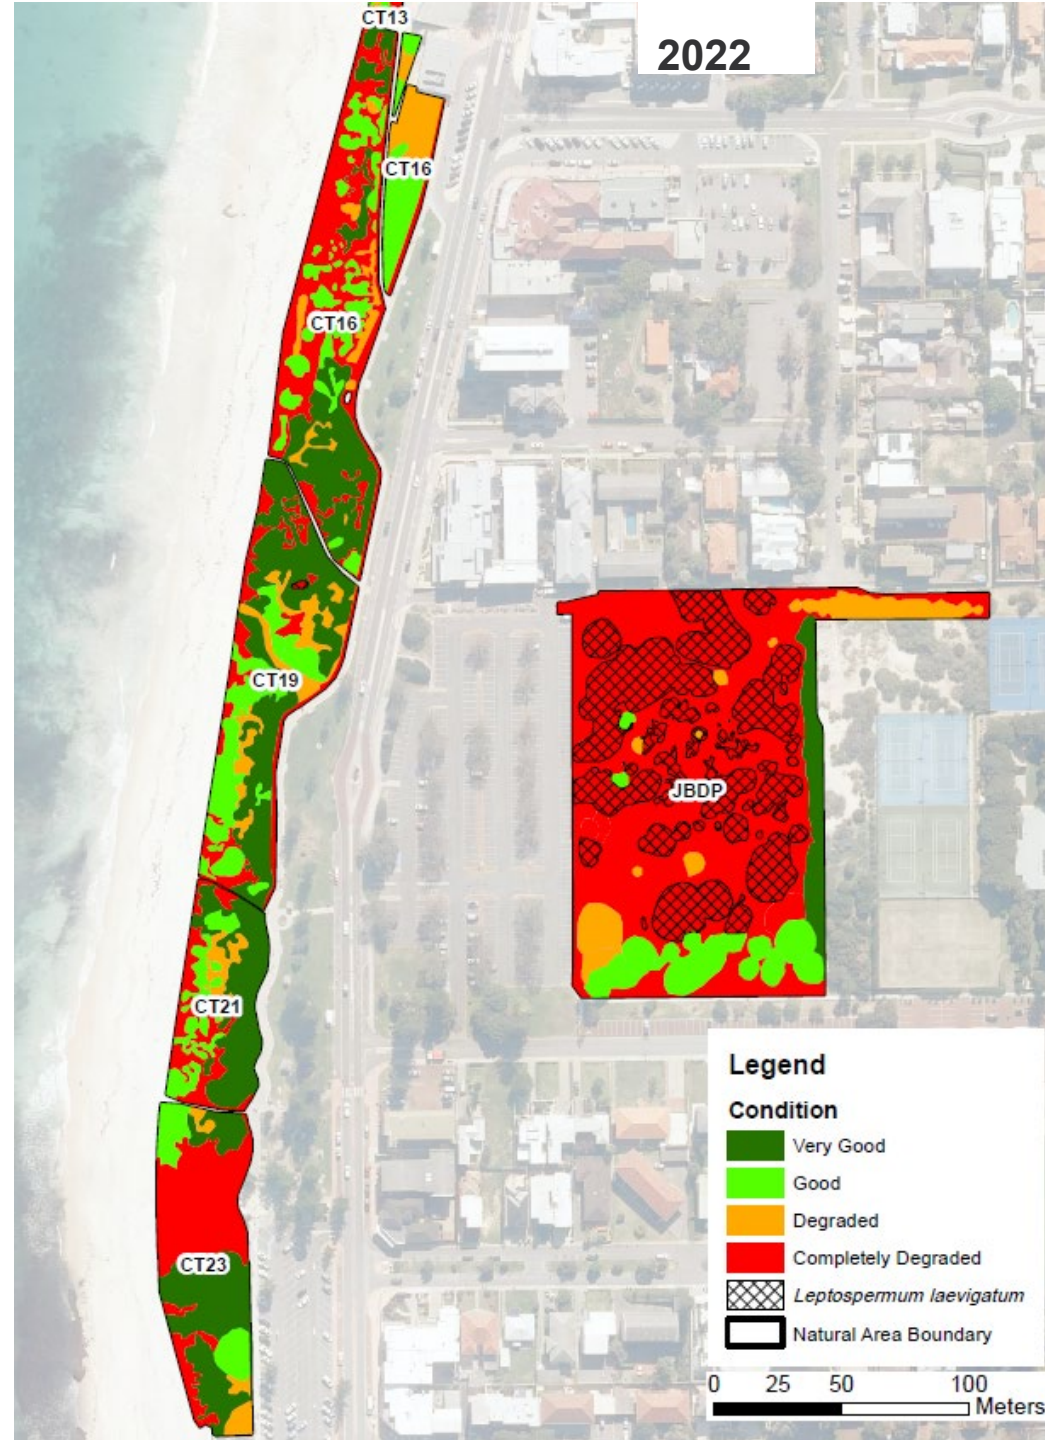 CT13
2022
CT16
CT16
CT19
JBDP
CT21
CT23
Legend
Condition
Very Good
Good
Degraded
Completely Degraded
Leptospermum laevigatum
Natural Area Boundary
0 25 50 100
Meters